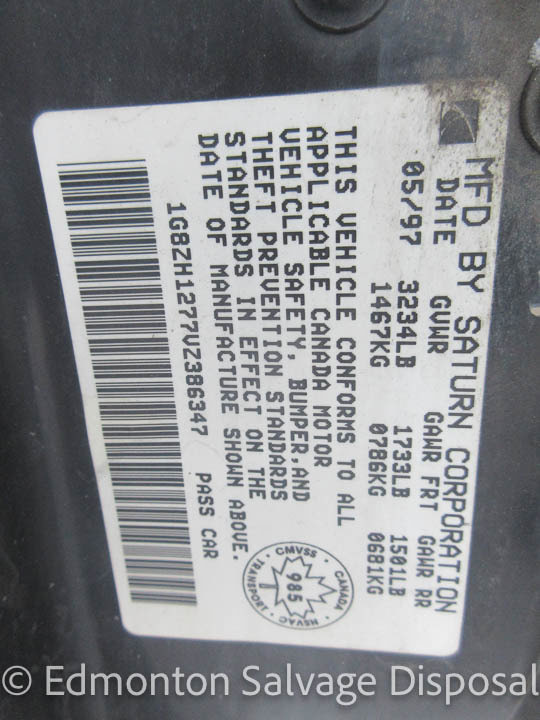 MFD BY SATURN CORPORATION
DATE GVWR GAWR FRT GAWR RR
05/97 3234LB 1733LB 1501LB
1467KG 0786KG 0681KG
THIS VEHICLE CONFORMS TO ALL
APPLICABLE CANADA MOTOR
VEHICLE SAFETY, BUMPER, AND
THEFT PREVENTION STANDARDS
STANDARDS IN EFFECT ON THE
DATE OF MANUFACTURE SHOWN ABOVE.
CMVSS
CANADA
NSVAC
TRANSPORT
985
1G8ZH1277VZ386347 PASS CAR
© Edmonton Salvage Disposal